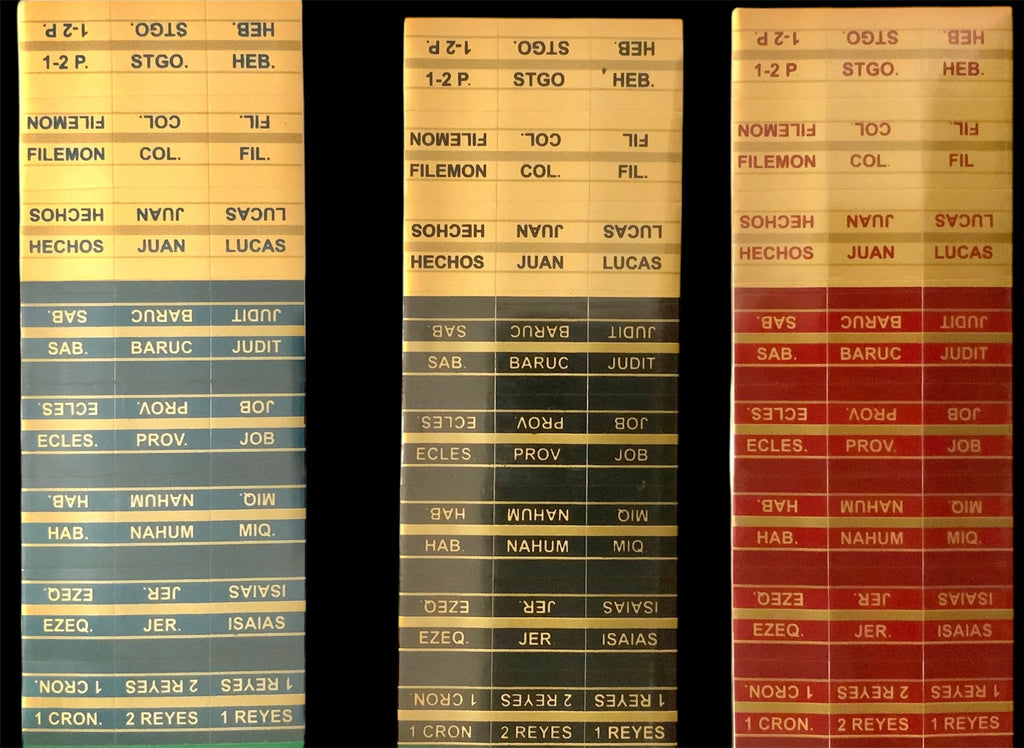 1-2 P. STGO. HEB
1-2 P. STGO. HEB.
FILEMON COL. FIL.
FILEMON COL. FIL.
HECHOS JUAN LUCAS
HECHOS JUAN LUCAS
SAB. BARUC JUDIT
SAB. BARUC JUDIT
ECLES. PROV. JOB
ECLES. PROV. JOB
HAB. NAHUM MIQ.
HAB. NAHUM MIQ.
EZEQ. JER. ISAIAS
EZEQ. JER. ISAIAS
1 CRON. 2 REYES 1 REYES
1 CRON. 2 REYES 1 REYES
1-2 P. STGO. HEB
1-2 P. STGO HEB.
FILEMON COL. FIL
FILEMON COL. FIL.
HECHOS JUAN LUCAS
HECHOS JUAN LUCAS
SAB. BARUC JUDIT
SAB. BARUC JUDIT
ECLES PROV. JOB
ECLES PROV. JOB
HAB NAHUM MIQ
HAB. NAHUM MIQ
EZEQ. JER. ISAIAS
EZEQ. JER ISAIAS
1 CRON. 2 REYES 1 REYES
1 CRON 2 REYES 1 REYES
1-2 P. STGO. HEB.
1-2 P. STGO. HEB.
FILEMON COL FIL.
FILEMON COL. FIL
HECHOS JUAN LUCAS
HECHOS JUAN LUCAS
SAB. BARUC JUDIT
SAB. BARUC JUDIT
ECLES. PROV. JOB
ECLES. PROV. JOB
HAB. NAHUM MIQ.
HAB. NAHUM MIQ.
EZEQ. JER. ISAIAS
EZEQ. JER. ISAIAS
1 CRON. 2 REYES 1 REYES
1 CRON. 2 REYES 1 REYES